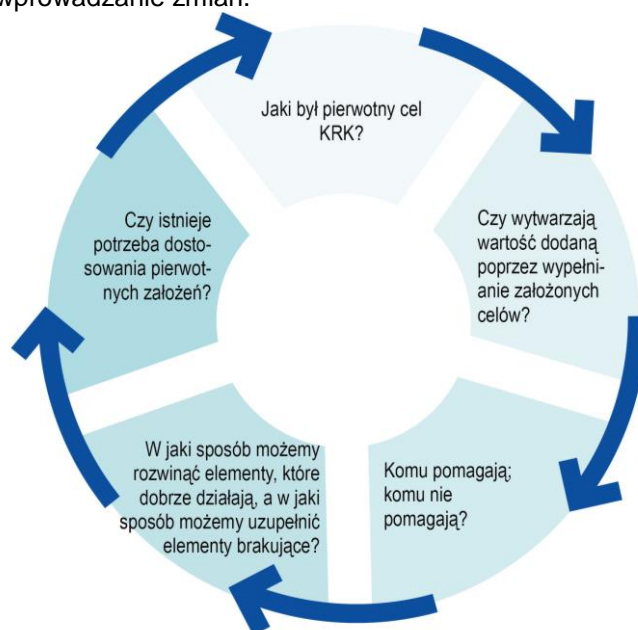 wprowadzanie zmian.
Jaki był pierwotny cel
KRK?
Czy wytwarzają
wartość dodaną
poprzez wypełni-
anie założonych
celów?
Komu pomagają;
komu nie
pomagają?
W jaki sposób możemy
rozwinąć elementy, które
dobrze działają, a w jaki
sposób możemy uzupełnić
elementy brakujące?
Czy istnieje
potrzeba dosto-
sowania pierwot-
nych założeń?